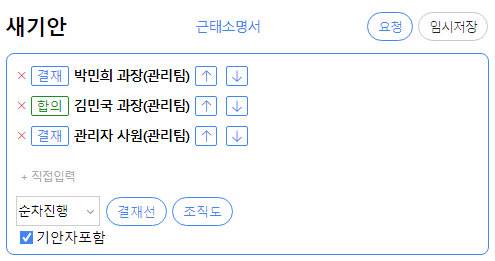 새기안 근태소명서 요청 임시저장
× 결재 박민희 과장(관리팀) ↑ ↓
× 합의 김민국 과장(관리팀) ↑ ↓
× 결재 관리자 사원(관리팀) ↑ ↓
+ 직접입력
순차진행 결재선 조직도
기안자포함